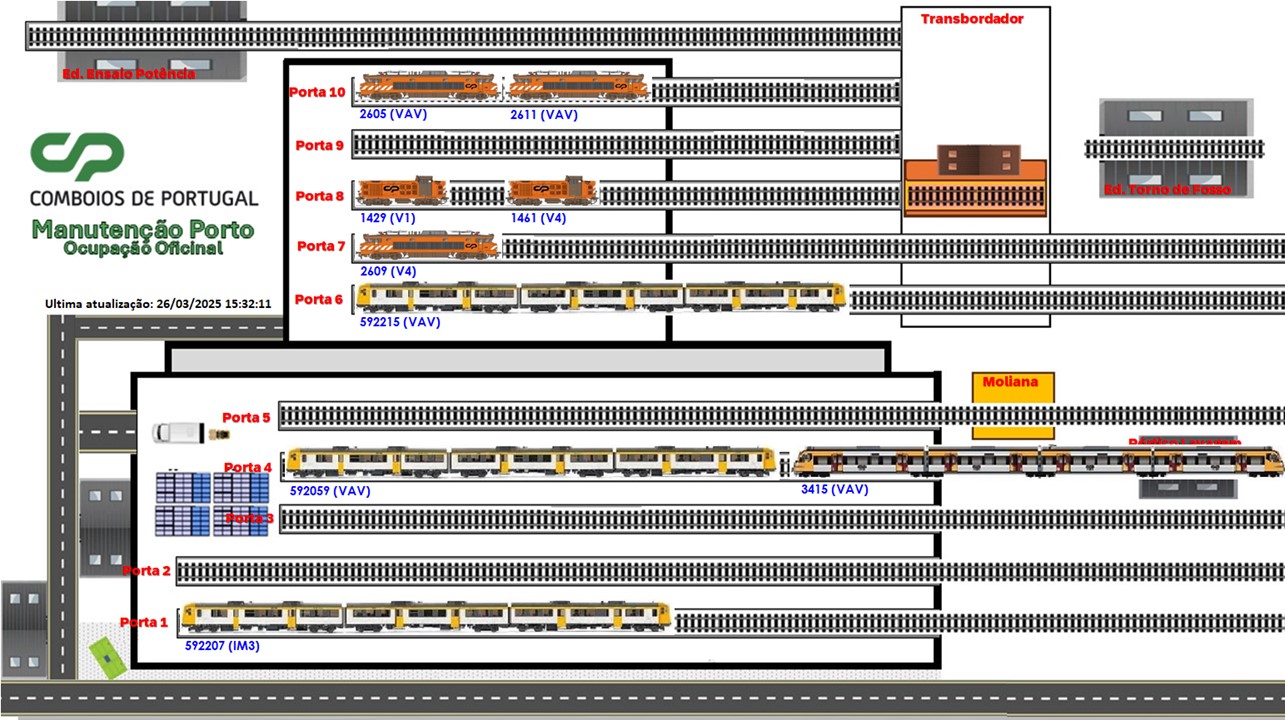 Transbordador
Ed. Ensaio Potência
Porta 10
2605 (VAV)
2611 (VAV)
Porta 9
COMBOIOS DE PORTUGAL
Manutenção Porto
Ocupação Oficinal
Porta 8
1429 (V1)
1461 (V4)
Ed. Torno de Fosso
Porta 7
2609 (V4)
Ultima atualização: 26/03/2025 15:32:11
Porta 6
592215 (VAV)
Moliana
Porta 5
Porta 4
592059 (VAV)
3415 (VAV)
Porta 3
Porta 2
Porta 1
592207 (IM3)